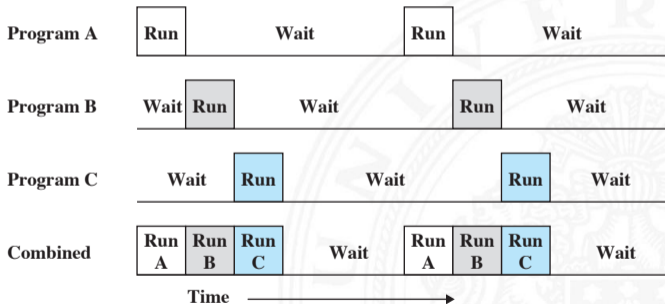 Program A Run Wait Run Wait
Program B Wait Run Wait Run Wait
Program C Wait Run Wait Run Wait
Combined Run A Run B Run C Wait Run A Run B Run C Wait
Time
UNIVER